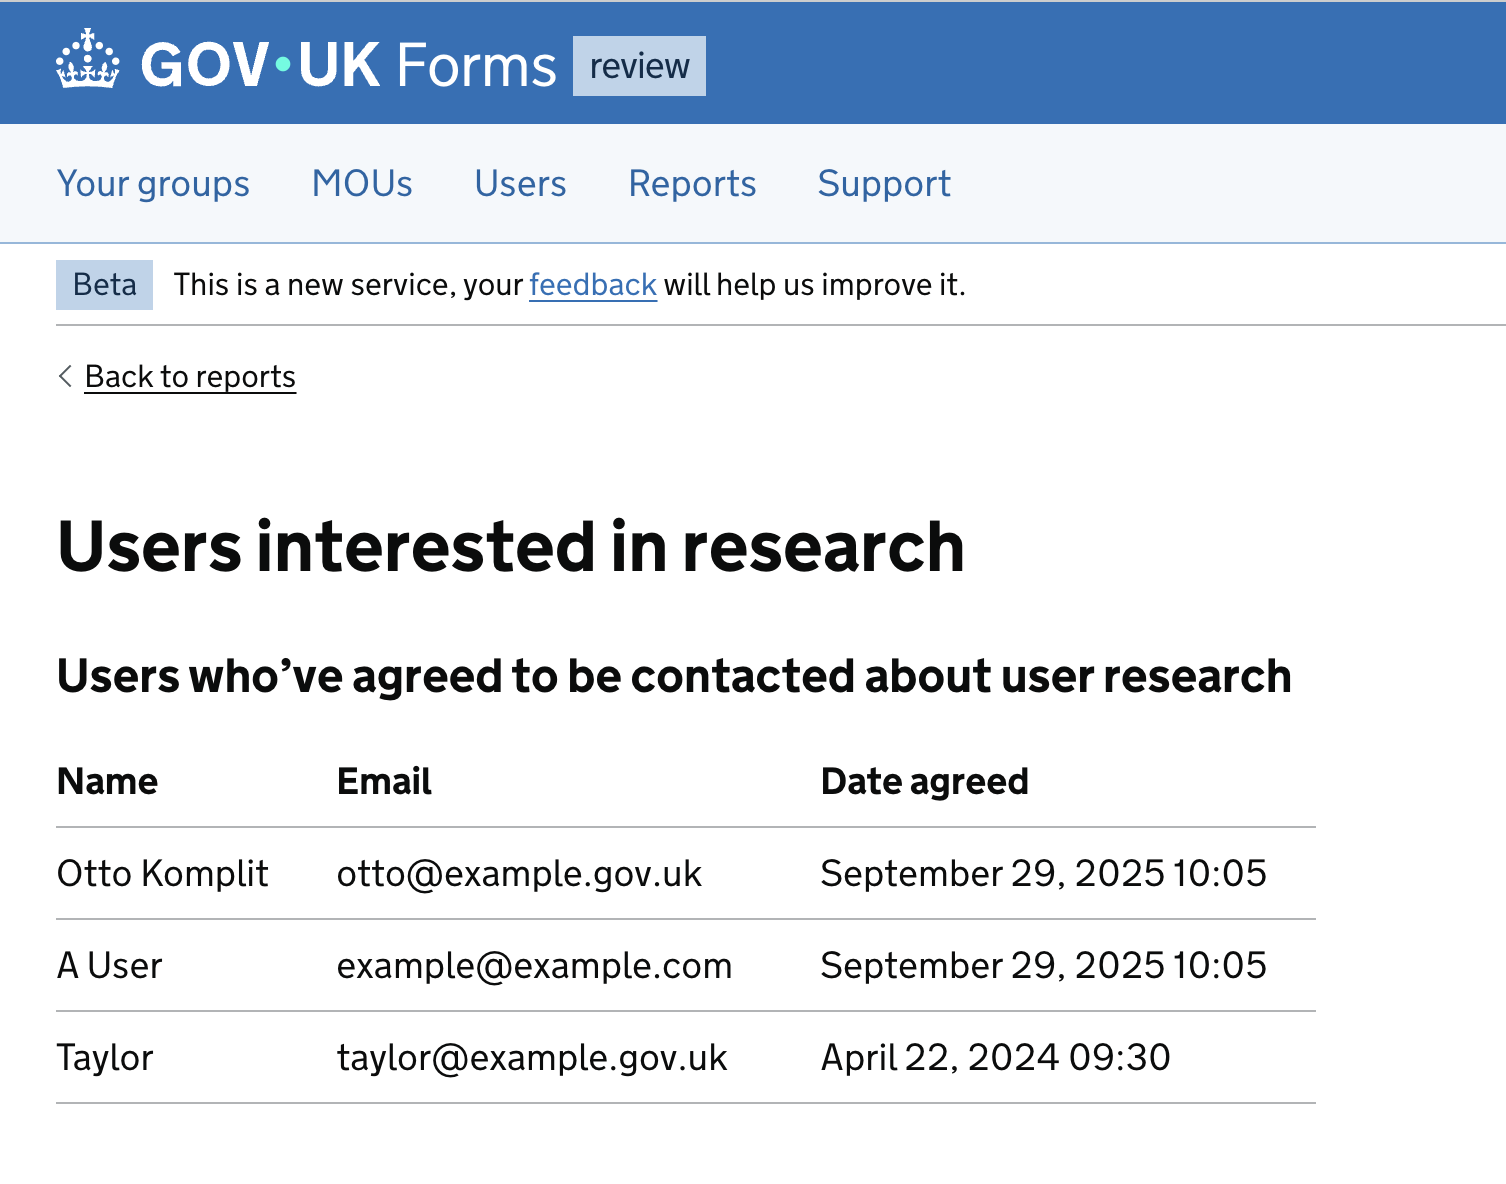 GOV·UK Forms review
Your groups MOUs Users Reports Support
Beta This is a new service, your feedback will help us improve it.
Back to reports
Users interested in research
Users who’ve agreed to be contacted about user research
Name Email Date agreed
Otto Komplit otto@example.gov.uk September 29, 2025 10:05
A User example@example.com September 29, 2025 10:05
Taylor taylor@example.gov.uk April 22, 2024 09:30